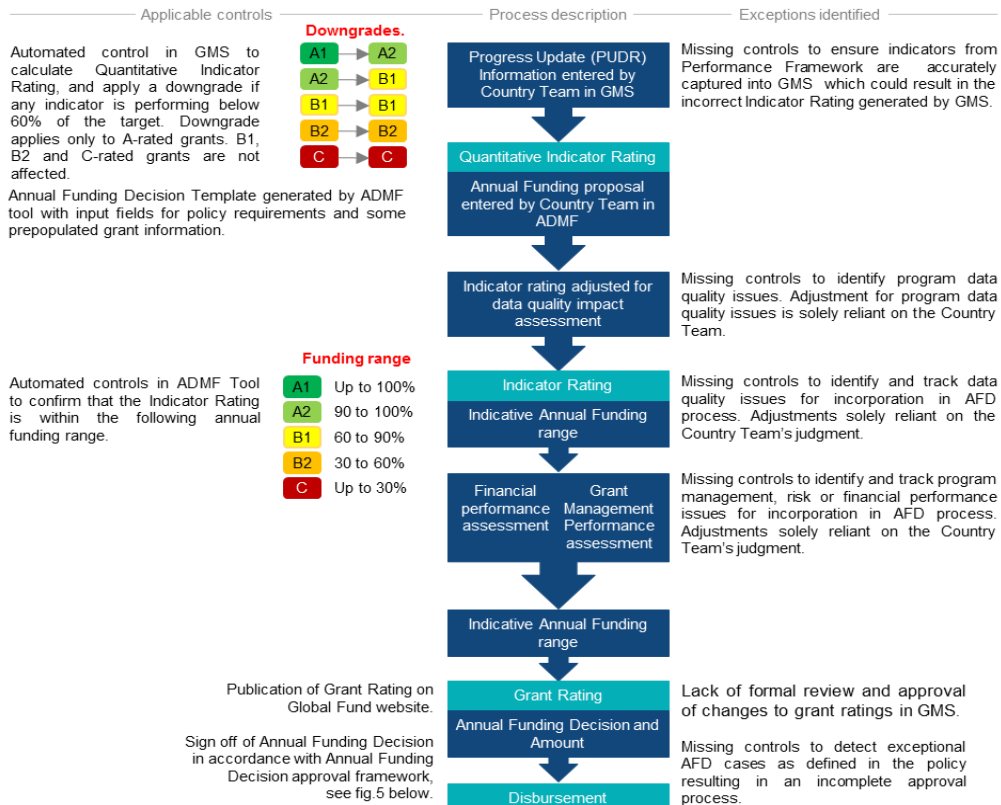 Applicable controls
Process description
Exceptions identified
Automated control in GMS to
calculate Quantitative Indicator
Rating, and apply a downgrade if
any indicator is performing below
60% of the target. Downgrade
applies only to A-rated grants. B1,
B2 and C-rated grants are not
affected.
Downgrades.
A1 A2
A2 B1
B1 B1
B2 B2
C C
Annual Funding Decision Template generated by ADMF
tool with input fields for policy requirements and some
prepopulated grant information.
Progress Update (PUDR)
Information entered by
Country Team in GMS
Missing controls to ensure indicators from
Performance Framework are accurately
captured into GMS which could result in the
incorrect Indicator Rating generated by GMS.
Quantitative Indicator Rating
Annual Funding proposal
entered by Country Team in
ADMF
Indicator rating adjusted for
data quality impact
assessment
Missing controls to identify program data
quality issues. Adjustment for program data
quality issues is solely reliant on the Country
Team.
Automated controls in ADMF Tool
to confirm that the Indicator Rating
is within the following annual
funding range.
Funding range
A1 Up to 100%
A2 90 to 100%
B1 60 to 90%
B2 30 to 60%
C Up to 30%
Indicator Rating
Indicative Annual Funding
range
Missing controls to identify and track data
quality issues for incorporation in AFD
process. Adjustments solely reliant on the
Country Team's judgment.
Financial
performance
assessment
Grant
Management
Performance
assessment
Missing controls to identify and track program
management, risk or financial performance
issues for incorporation in AFD process.
Adjustments solely reliant on the Country
Team's judgment.
Indicative Annual Funding
range
Publication of Grant Rating on
Global Fund website.
Grant Rating
Lack of formal review and approval
of changes to grant ratings in GMS.
Sign off of Annual Funding Decision
in accordance with Annual Funding
Decision approval framework,
see fig.5 below.
Annual Funding Decision and
Amount
Missing controls to detect exceptional
AFD cases as defined in the policy
resulting in an incomplete approval
process.
Disbursement